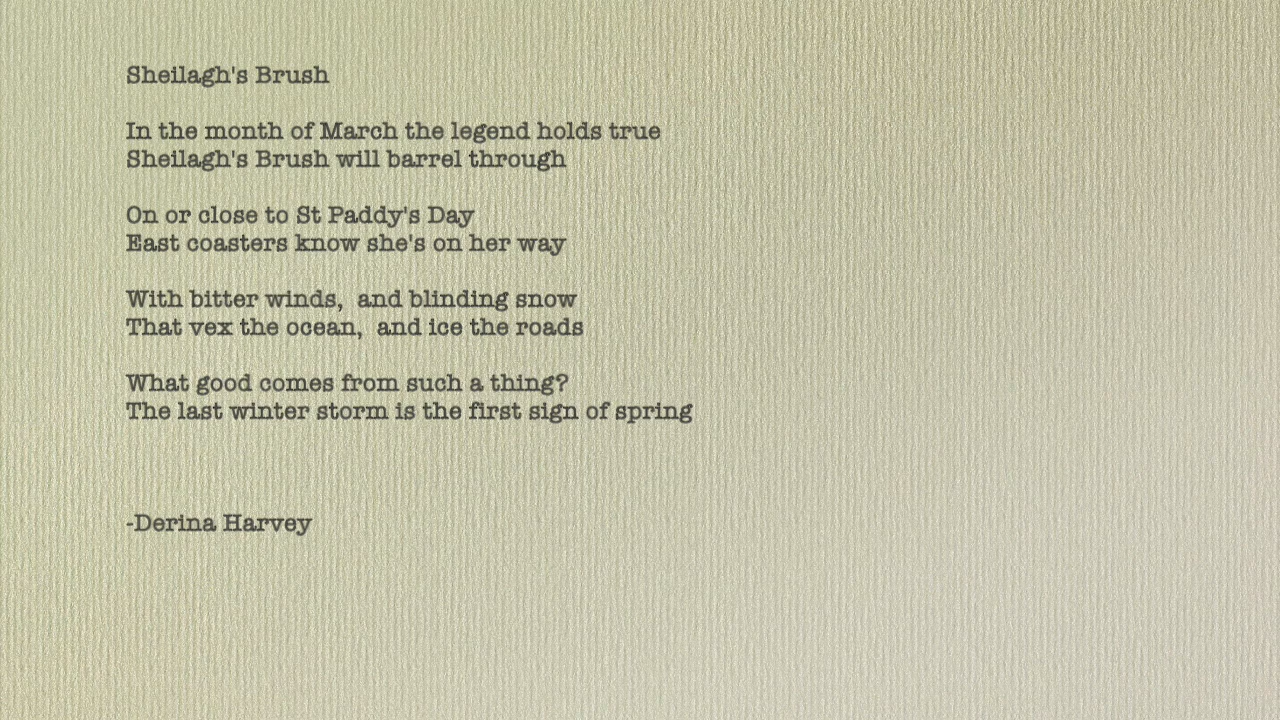 Sheilagh's Brush
In the month of March the legend holds true
Sheilagh's Brush will barrel through
On or close to St Paddy's Day
East coasters know she's on her way
With bitter winds,  and blinding snow
That vex the ocean,  and ice the roads
What good comes from such a thing?
The last winter storm is the first sign of spring
-Derina Harvey